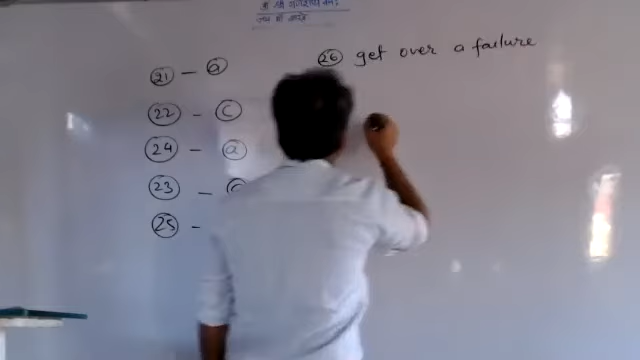 21 - a
22 - c
24 - a
23 -
25 -
26 get over a failure